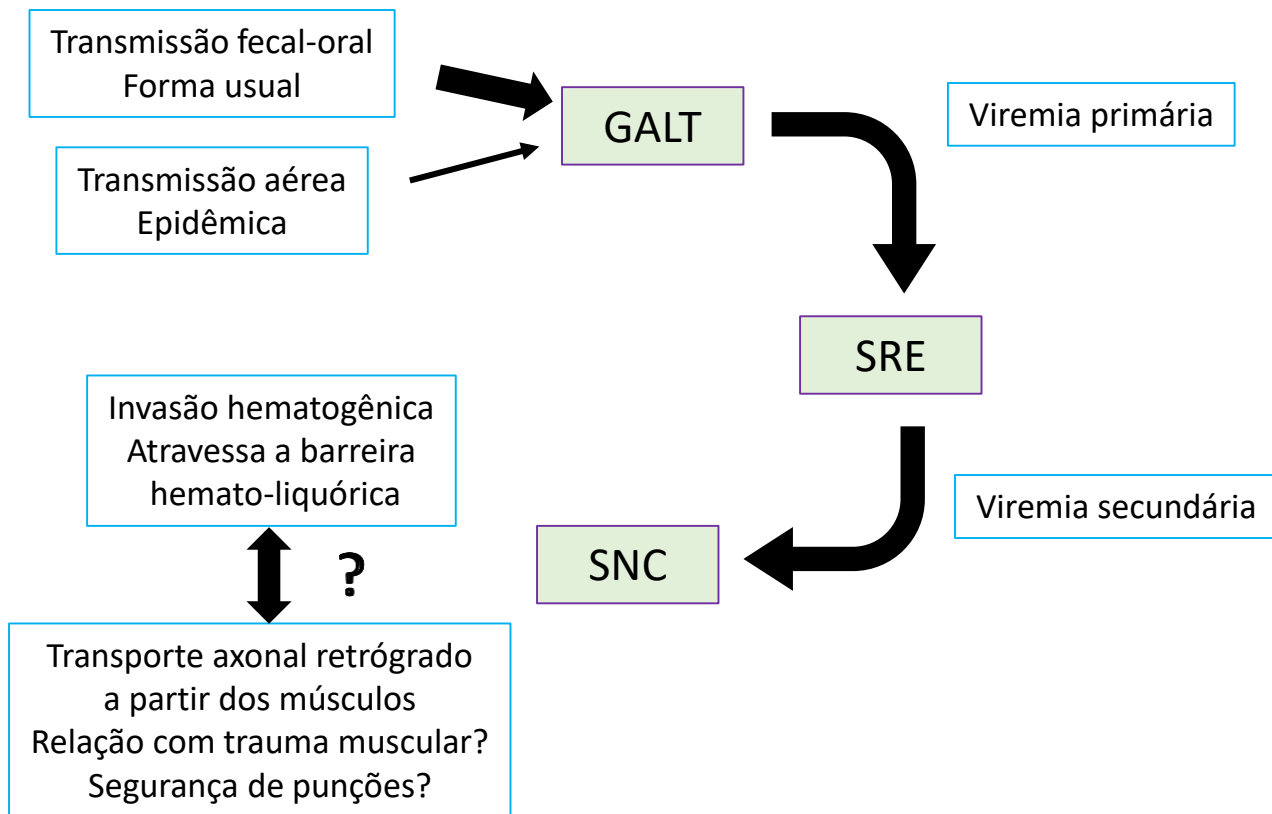 Transmissão fecal-oral
Forma usual
GALT
Viremia primária
Transmissão aérea
Epidêmica
SRE
Invasão hematogênica
Atravessa a barreira
hemato-liquórica
Viremia secundária
SNC
?
Transporte axonal retrógrado
a partir dos músculos
Relação com trauma muscular?
Segurança de punções?